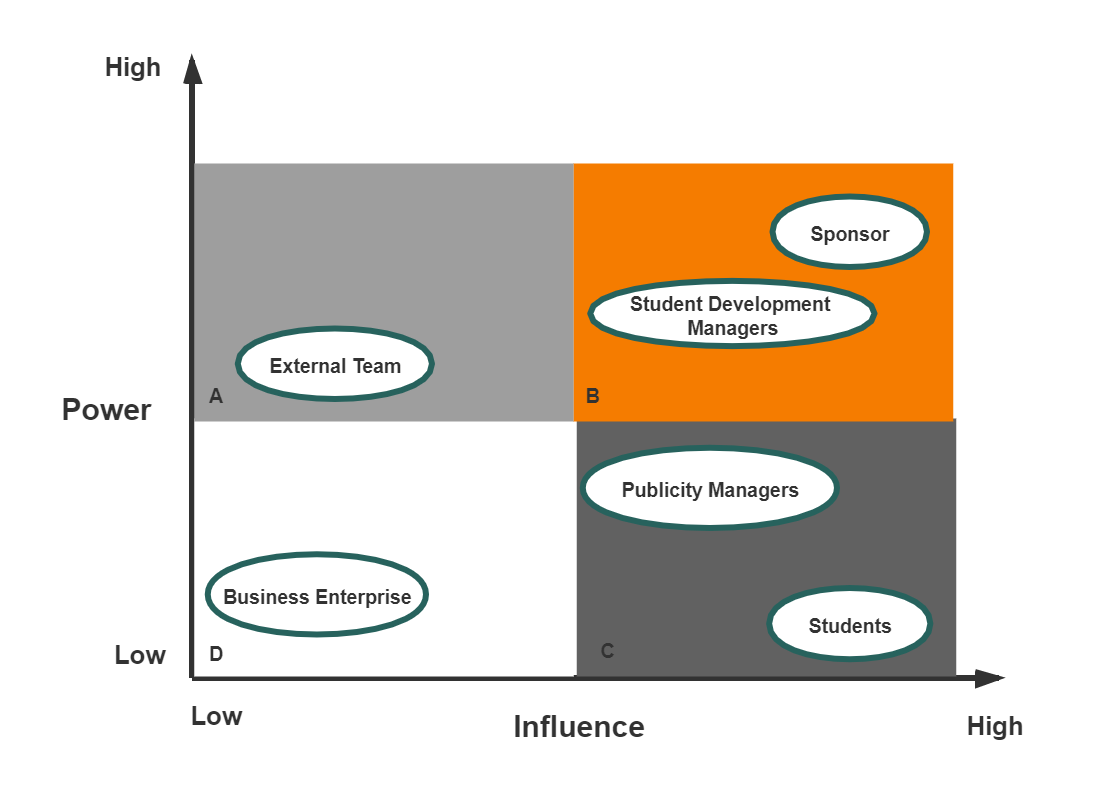 High
Sponsor
Student Development
Managers
External Team
A
B
Power
Publicity Managers
Business Enterprise
Students
Low
D
C
Low
Influence
High